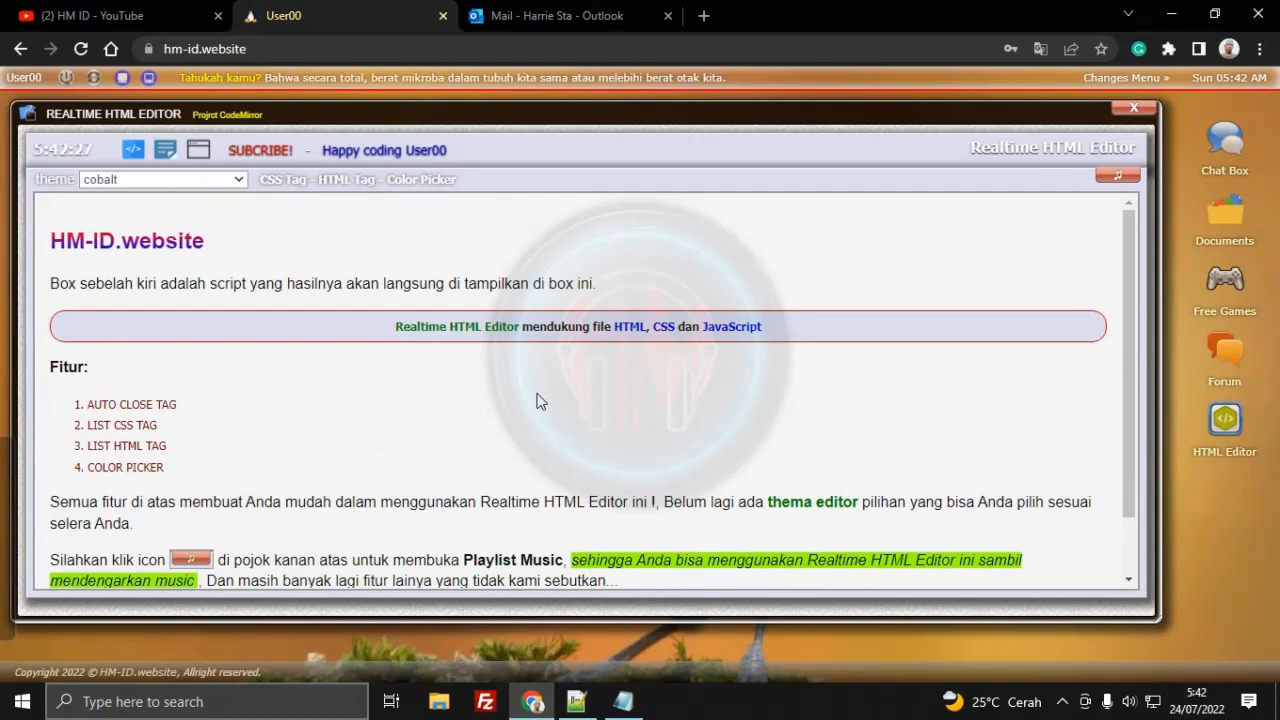 (2) HM ID - YouTube
User00
Mail - Harrie Sta - Outlook
hm-id.website
User00
Tahukah kamu? Bahwa secara total, berat mikroba dalam tubuh kita sama atau melebihi berat otak kita.
Changes Menu »
Sun 05:42 AM
REALTIME HTML EDITOR Projrct CodeMirror
X
5:42:27
SUBCRIBE! - Happy coding User00
Realtime HTML Editor
theme cobalt
CSS Tag - HTML Tag - Color Picker
HM-ID.website
Box sebelah kiri adalah script yang hasilnya akan langsung di tampilkan di box ini.
Realtime HTML Editor mendukung file HTML, CSS dan JavaScript
Fitur:
1. AUTO CLOSE TAG
2. LIST CSS TAG
3. LIST HTML TAG
4. COLOR PICKER
Semua fitur di atas membuat Anda mudah dalam menggunakan Realtime HTML Editor ini !, Belum lagi ada thema editor pilihan yang bisa Anda pilih sesuai
selera Anda.
Silahkan klik icon di pojok kanan atas untuk membuka Playlist Music, sehingga Anda bisa menggunakan Realtime HTML Editor ini sambil
mendengarkan music , Dan masih banyak lagi fitur lainya yang tidak kami sebutkan...
Chat Box
Documents
Free Games
Forum
HTML Editor
Copyright 2022 © HM-ID.website, Allright reserved.
Type here to search
25°C Cerah
5:42
24/07/2022